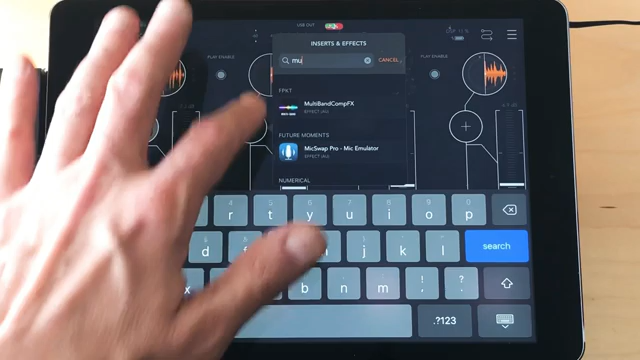 USB OUT
INSERTS & EFFECTS
PLAY ENABLE
PLAY ENABLE
mu
CANCEL
FPKT
MultiBandCompFX
EFFECT (AU)
FUTURE MOMENTS
MicSwap Pro - Mic Emulator
EFFECT (AU)
NUMERICAL
r t y u i o p
d j k l search
x b n m ! , ? .
.?123